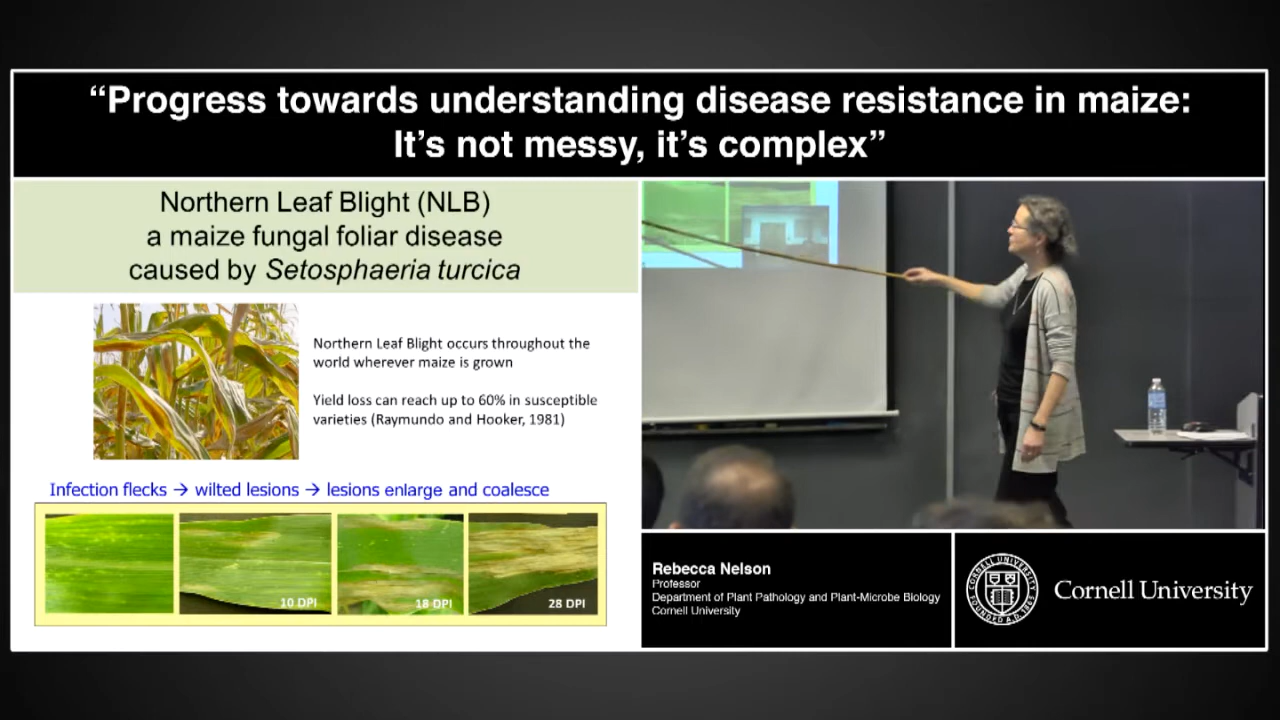 “Progress towards understanding disease resistance in maize:
It’s not messy, it’s complex”
Northern Leaf Blight (NLB)
a maize fungal foliar disease
caused by Setosphaeria turcica
Northern Leaf Blight occurs throughout the
world wherever maize is grown
Yield loss can reach up to 60% in susceptible
varieties (Raymundo and Hooker, 1981)
Infection flecks → wilted lesions → lesions enlarge and coalesce
10 DPI
18 DPI
28 DPI
Rebecca Nelson
Professor
Department of Plant Pathology and Plant-Microbe Biology
Cornell University
CORNELL UNIVERSITY
FOUNDED A.D. 1865
Cornell University